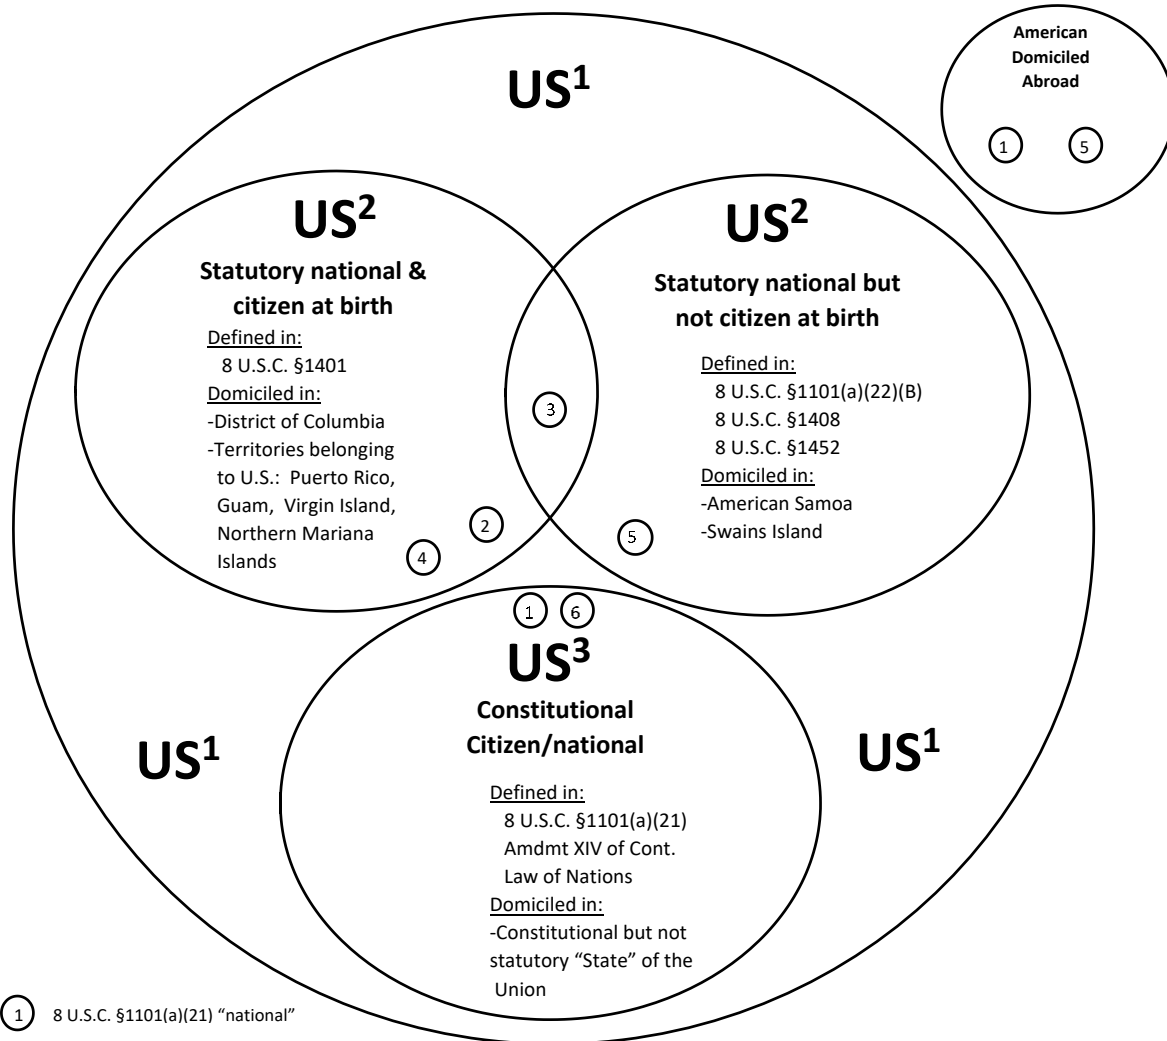 US¹
American
Domiciled
Abroad
1 5
US²
Statutory national &
citizen at birth
Defined in:
8 U.S.C. §1401
Domiciled in:
-District of Columbia
-Territories belonging
to U.S.: Puerto Rico,
Guam, Virgin Island,
Northern Mariana
Islands
4
2
3
US²
Statutory national but
not citizen at birth
Defined in:
8 U.S.C. §1101(a)(22)(B)
8 U.S.C. §1408
8 U.S.C. §1452
Domiciled in:
-American Samoa
-Swains Island
5
1 6
US³
Constitutional
Citizen/national
Defined in:
8 U.S.C. §1101(a)(21)
Amdmt XIV of Cont.
Law of Nations
Domiciled in:
-Constitutional but not
statutory “State” of the
Union
US¹
US¹
1 8 U.S.C. §1101(a)(21) “national”